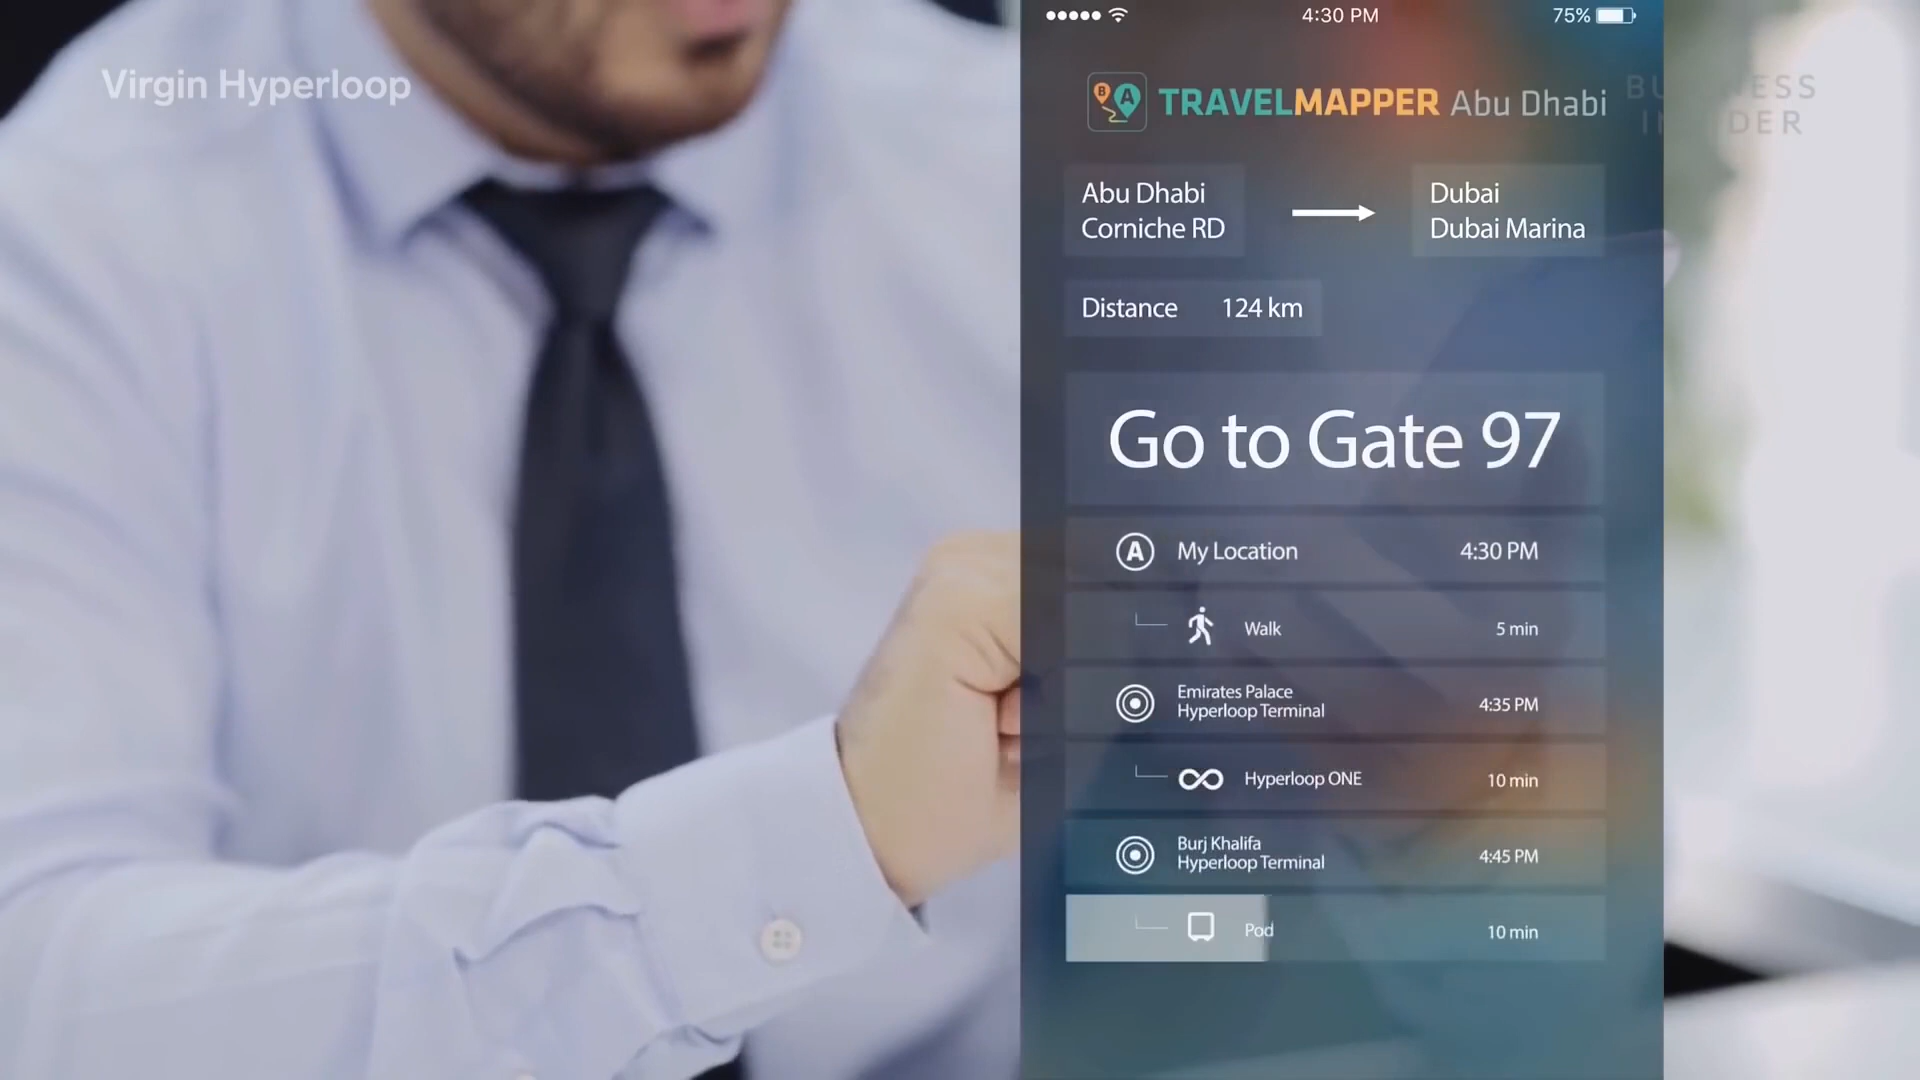 Virgin Hyperloop
4:30 PM
75%
B
A
TRAVELMAPPER Abu Dhabi
Abu Dhabi
Corniche RD
Dubai
Dubai Marina
Distance 124 km
Go to Gate 97
A My Location 4:30 PM
Walk 5 min
Emirates Palace
Hyperloop Terminal
4:35 PM
Hyperloop ONE 10 min
Burj Khalifa
Hyperloop Terminal
4:45 PM
Pod 10 min